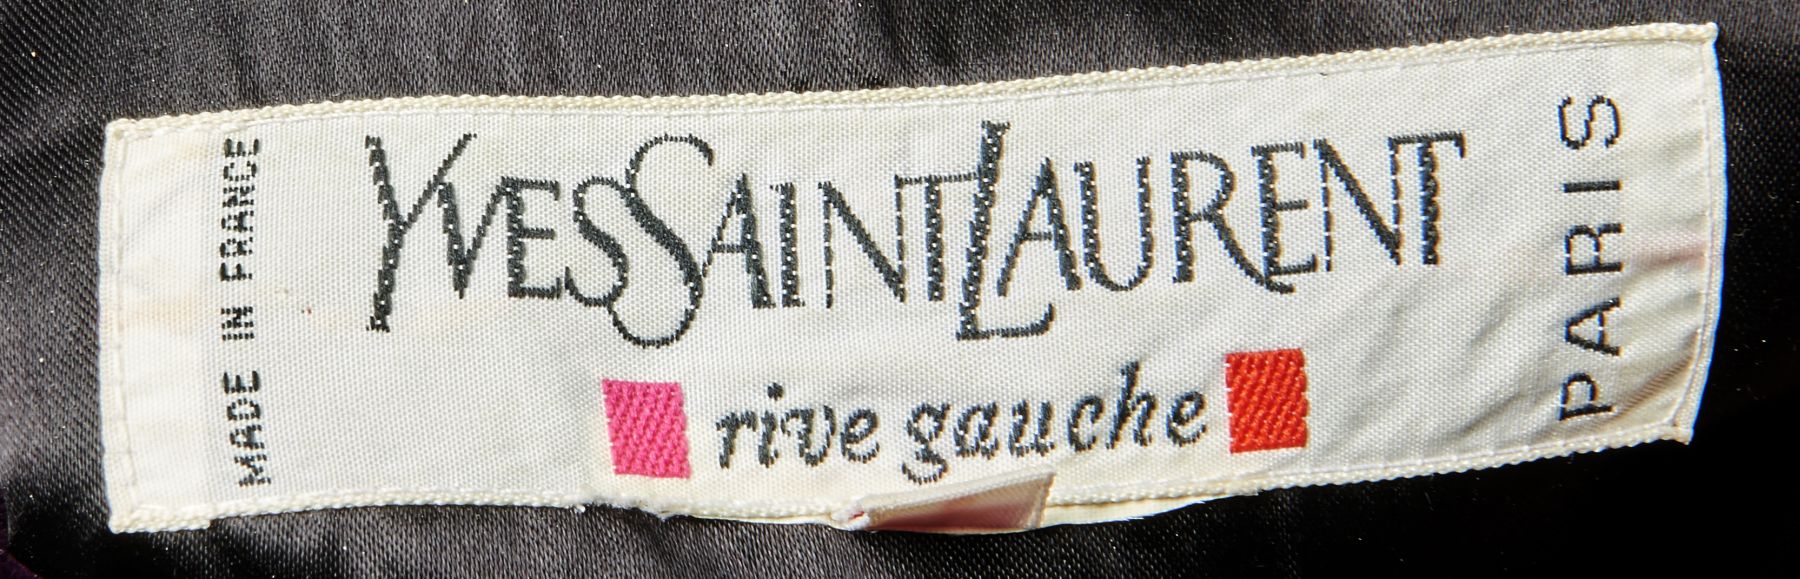 MADE IN FRANCE
YVES SAINT LAURENT
rive gauche
PARIS